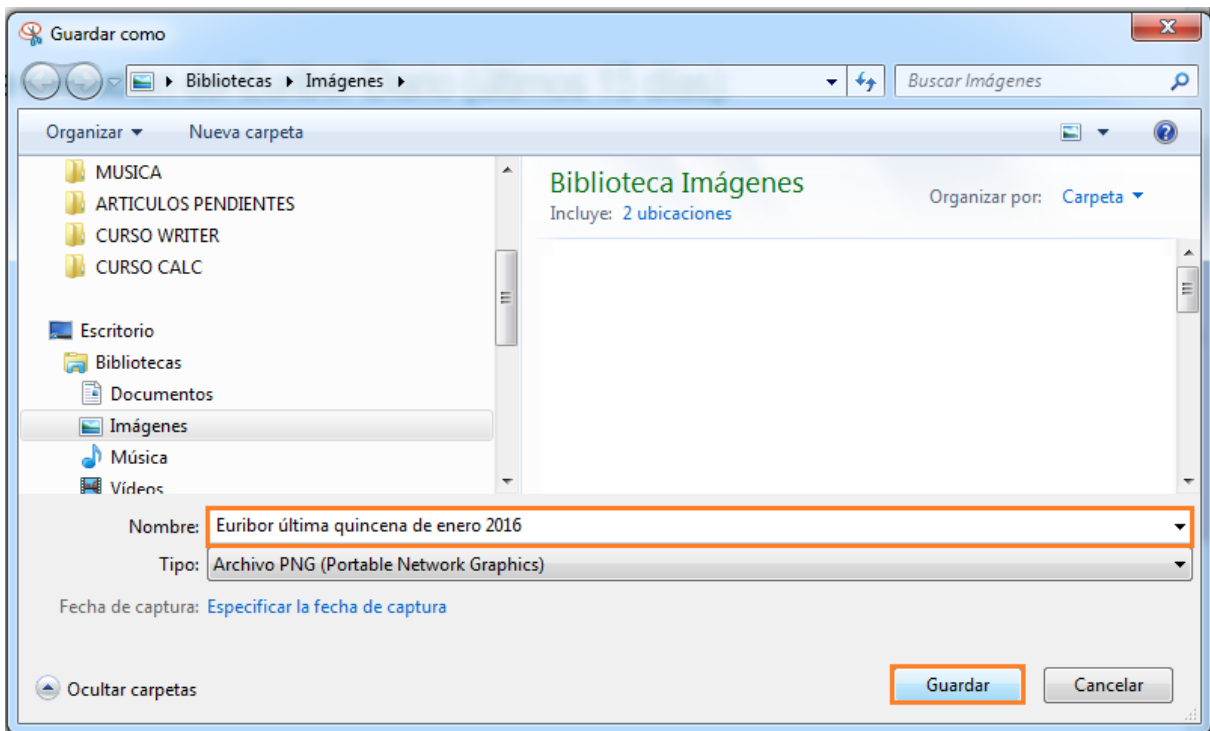 Guardar como
Bibliotecas Imágenes
Buscar Imágenes
Organizar Nueva carpeta
MUSICA
ARTICULOS PENDIENTES
CURSO WRITER
CURSO CALC
Escritorio
Bibliotecas
Documentos
Imágenes
Música
Vídeos
Biblioteca Imágenes
Incluye: 2 ubicaciones
Organizar por: Carpeta
Nombre: Euribor última quincena de enero 2016
Tipo: Archivo PNG (Portable Network Graphics)
Fecha de captura: Especificar la fecha de captura
Ocultar carpetas
Guardar Cancelar